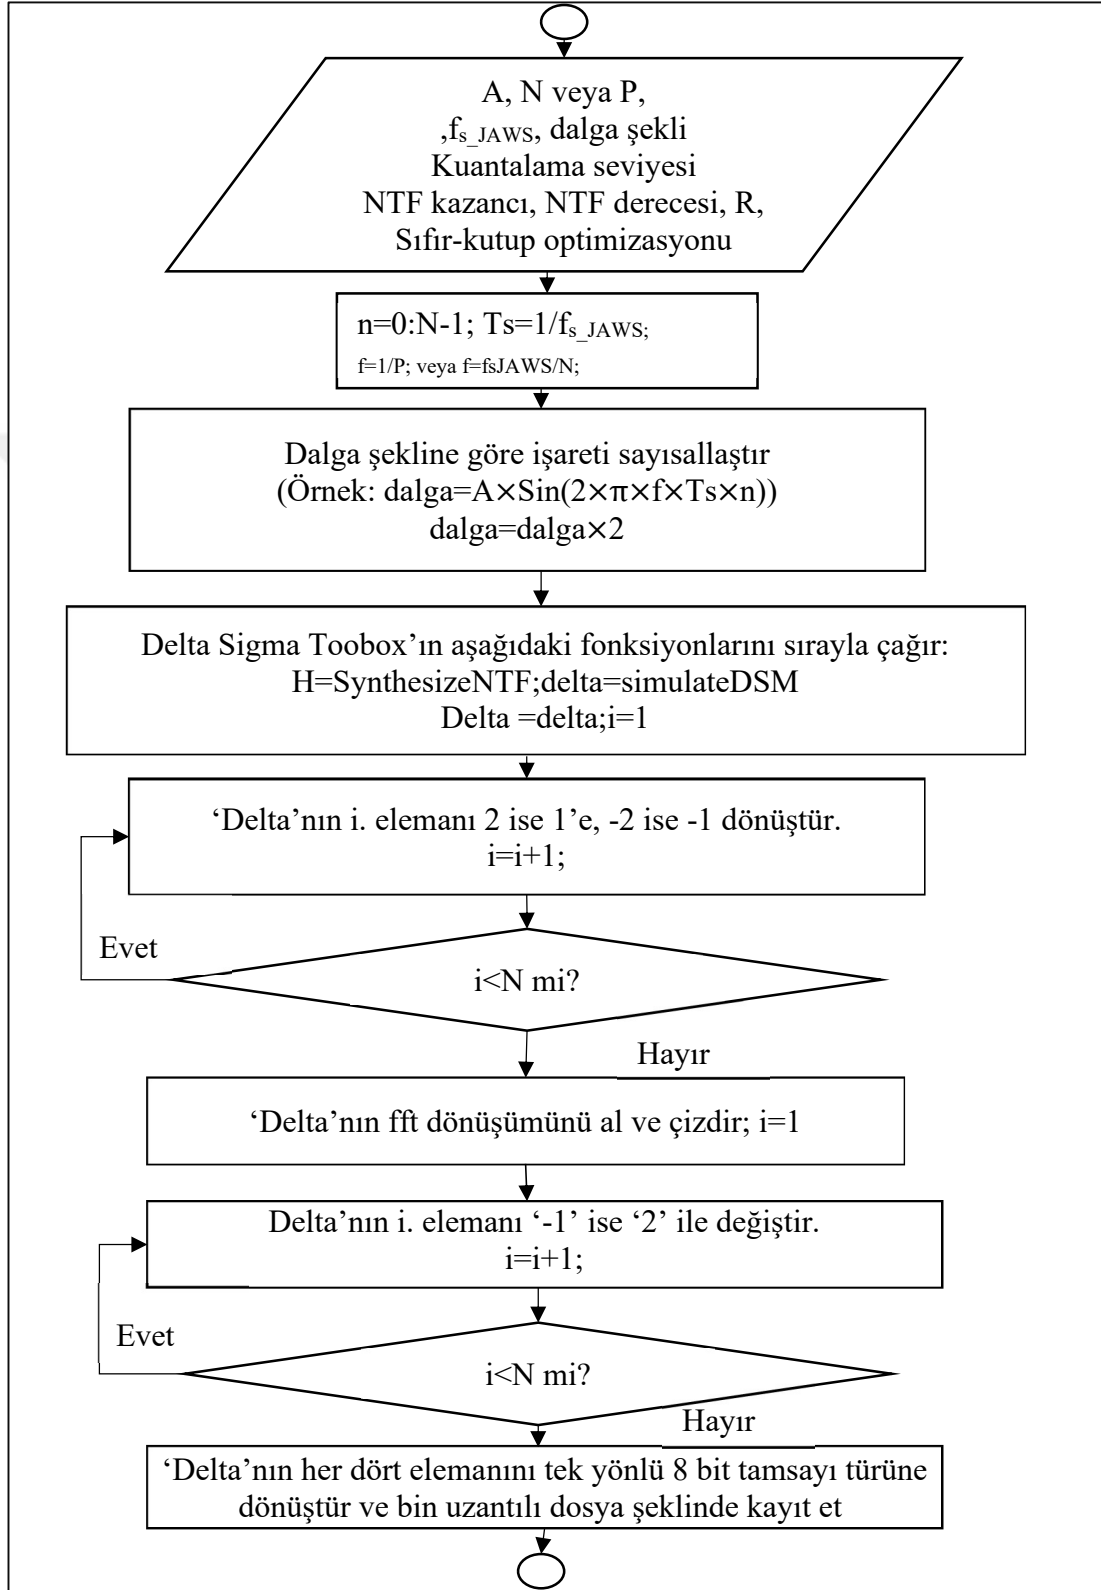 A, N veya P,
,fs_JAWS, dalga şekli
Kuantalama seviyesi
NTF kazancı, NTF derecesi, R,
Sıfır-kutup optimizasyonu
n=0:N-1; Ts=1/fs_JAWS;
f=1/P; veya f=fsJAWS/N;
Dalga şekline göre işareti sayısallaştır
(Örnek: dalga=A×Sin(2×π×f×Ts×n))
dalga=dalga×2
Delta Sigma Toobox’ın aşağıdaki fonksiyonlarını sırayla çağır:
H=SynthesizeNTF;delta=simulateDSM
Delta =delta;i=1
‘Delta’nın i. elemanı 2 ise 1’e, -2 ise -1 dönüştür.
i=i+1;
Evet
i<N mi?
Hayır
‘Delta’nın fft dönüşümünü al ve çizdir; i=1
Delta’nın i. elemanı ‘-1’ ise ‘2’ ile değiştir.
i=i+1;
Evet
i<N mi?
Hayır
‘Delta’nın her dört elemanını tek yönlü 8 bit tamsayı türüne
dönüştür ve bin uzantılı dosya şeklinde kayıt et